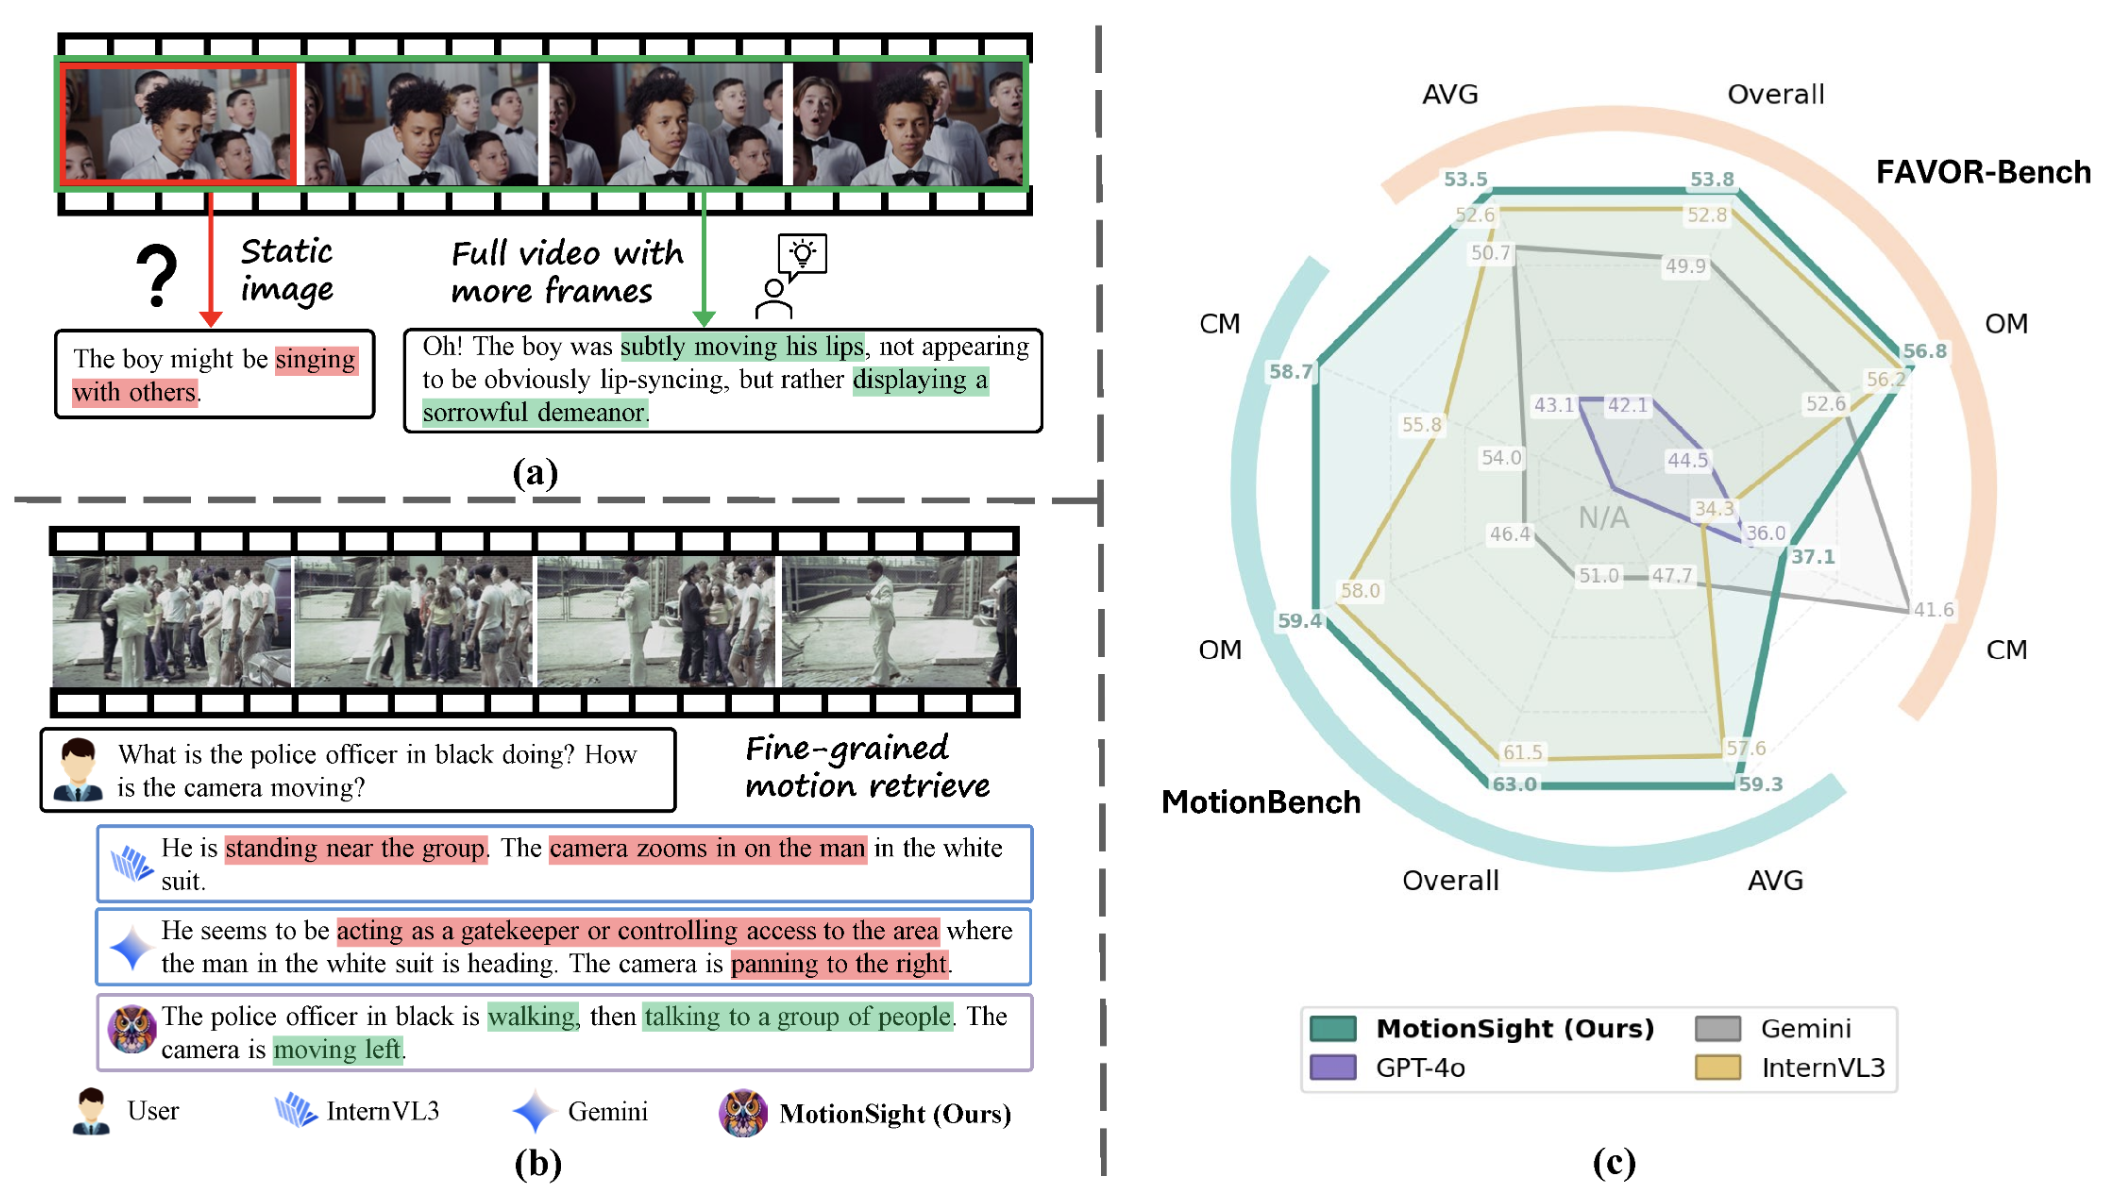 ?
Static
image
Full video with
more frames
The boy might be singing
with others.
Oh! The boy was subtly moving his lips, not appearing
to be obviously lip-syncing, but rather displaying a
sorrowful demeanor.
(a)
What is the police officer in black doing? How
is the camera moving?
Fine-grained
motion retrieve
He is standing near the group. The camera zooms in on the man in the white
suit.
He seems to be acting as a gatekeeper or controlling access to the area where
the man in the white suit is heading. The camera is panning to the right.
The police officer in black is walking, then talking to a group of people. The
camera is moving left.
User
InternVL3
Gemini
MotionSight (Ours)
(b)
AVG
Overall
FAVOR-Bench
53.5
53.8
52.6
52.8
50.7
49.9
CM
OM
58.7
56.8
56.2
52.6
43.1
42.1
55.8
54.0
44.5
34.3
N/A
46.4
36.0
37.1
51.0
47.7
58.0
41.6
59.4
OM
CM
61.5
57.6
63.0
59.3
MotionBench
Overall
AVG
MotionSight (Ours)
Gemini
GPT-4o
InternVL3
(c)